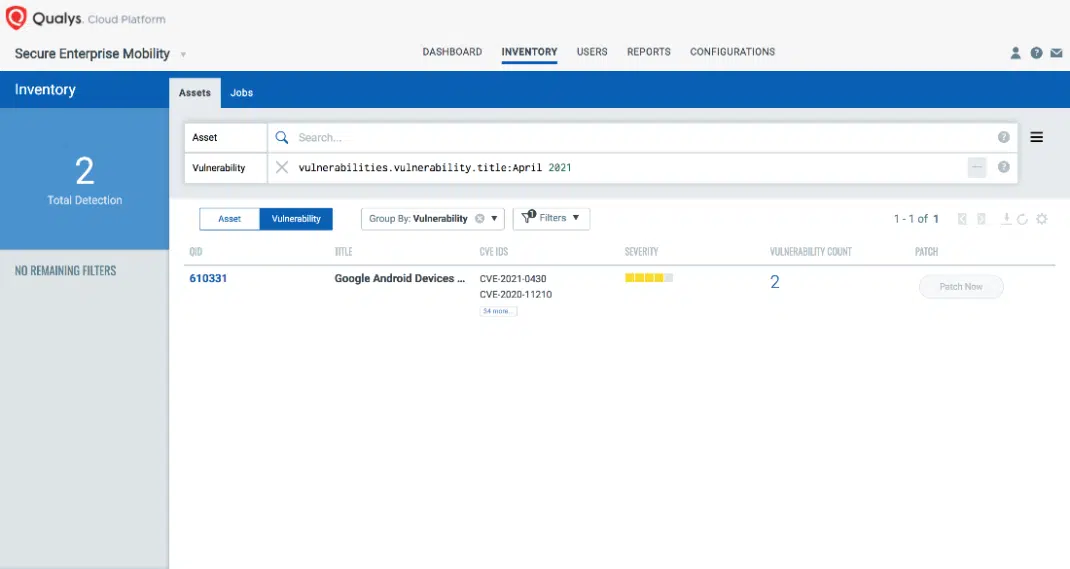 Qualys. Cloud Platform
Secure Enterprise Mobility
DASHBOARD INVENTORY USERS REPORTS CONFIGURATIONS
Inventory
Assets Jobs
2
Total Detection
NO REMAINING FILTERS
Asset Search...
Vulnerability vulnerabilities.vulnerability.title:April 2021
Asset Vulnerability Group By: Vulnerability 1 Filters 1 - 1 of 1
QID TITLE CVE IDS SEVERITY VULNERABILITY COUNT PATCH
610331 Google Android Devices ... CVE-2021-0430 2 Patch Now
CVE-2020-11210
34 more...